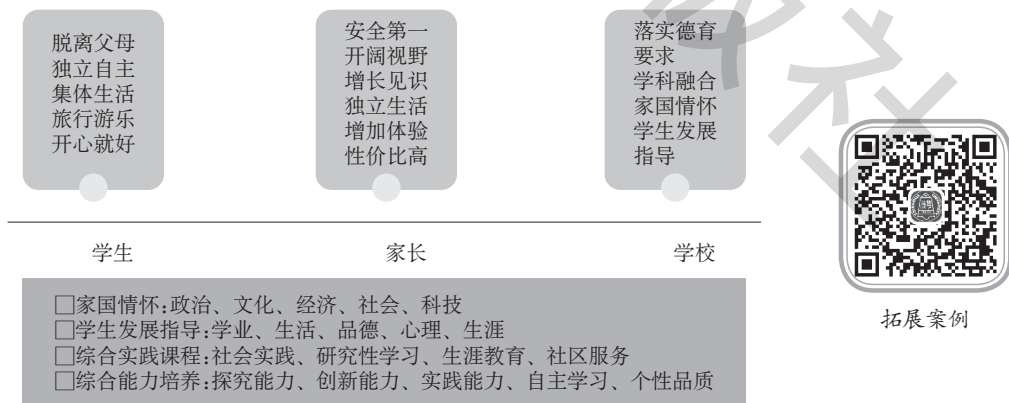 脱离父母
独立自主
集体生活
旅行游乐
开心就好
安全第一
开阔视野
增长见识
独立生活
增加体验
性价比高
落实德育
要求
学科融合
家国情怀
学生发展
指导
学生
家长
学校
□家国情怀:政治、文化、经济、社会、科技
□学生发展指导:学业、生活、品德、心理、生涯
□综合实践课程:社会实践、研究性学习、生涯教育、社区服务
□综合能力培养:探究能力、创新能力、实践能力、自主学习、个性品质
拓展案例